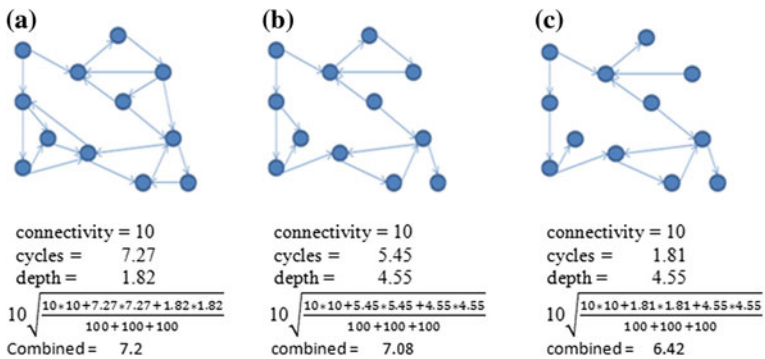 (a)
(b)
(c)
connectivity = 10
cycles = 7.27
depth = 1.82
10 √ 10∗10+7.27∗7.27+1.82∗1.82
100+100+100
Combined = 7.2
connectivity = 10
cycles = 5.45
depth = 4.55
10 √ 10∗10+5.45∗5.45+4.55∗4.55
100+100+100
Combined = 7.08
connectivity = 10
cycles = 1.81
depth = 4.55
10 √ 10∗10+1.81∗1.81+4.55∗4.55
100+100+100
combined = 6.42